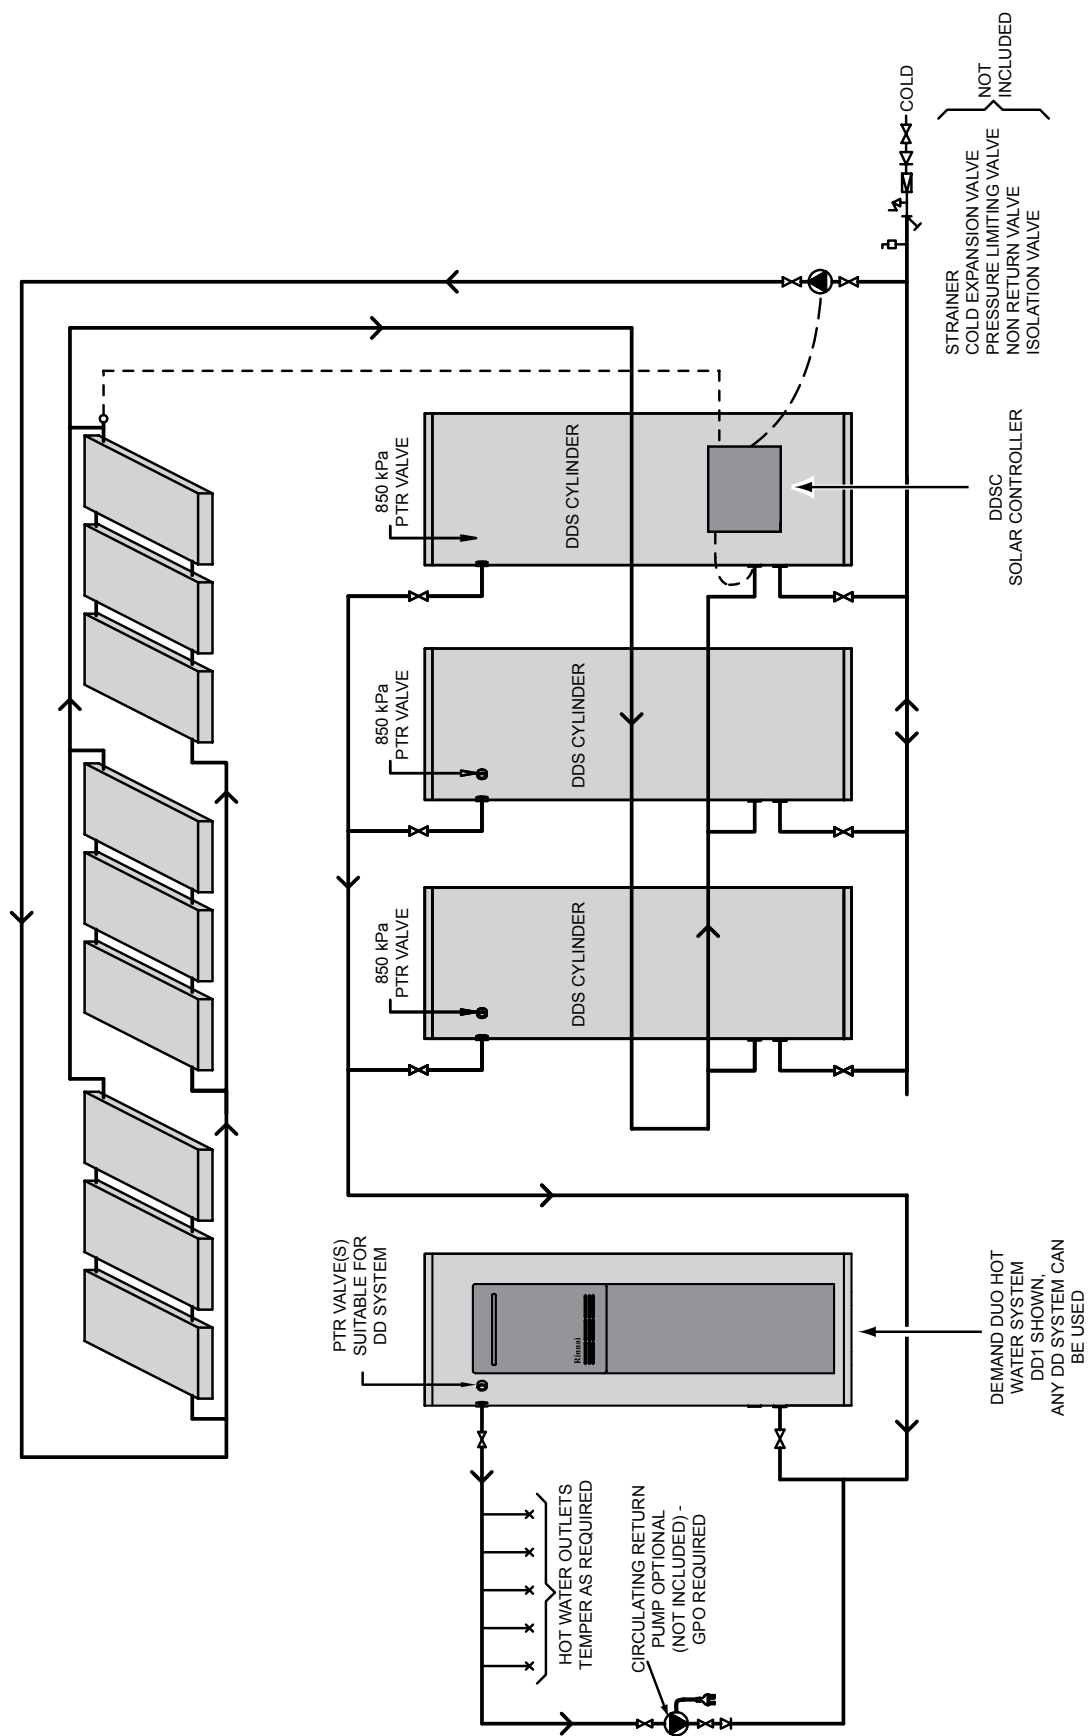 PTR VALVE(S)
SUITABLE FOR
DD SYSTEM
850 kPa
PTR VALVE
850 kPa
PTR VALVE
850 kPa
PTR VALVE
DDS CYLINDER
DDS CYLINDER
DDS CYLINDER
Rinnai
COLD
NOT
INCLUDED
STRAINER
COLD EXPANSION VALVE
PRESSURE LIMITING VALVE
NON RETURN VALVE
ISOLATION VALVE
HOT WATER OUTLETS
TEMPER AS REQUIRED
CIRCULATING RETURN
PUMP OPTIONAL
(NOT INCLUDED) -
GPO REQUIRED
DEMAND DUO HOT
WATER SYSTEM
DD1 SHOWN,
ANY DD SYSTEM CAN
BE USED
DDSC
SOLAR CONTROLLER